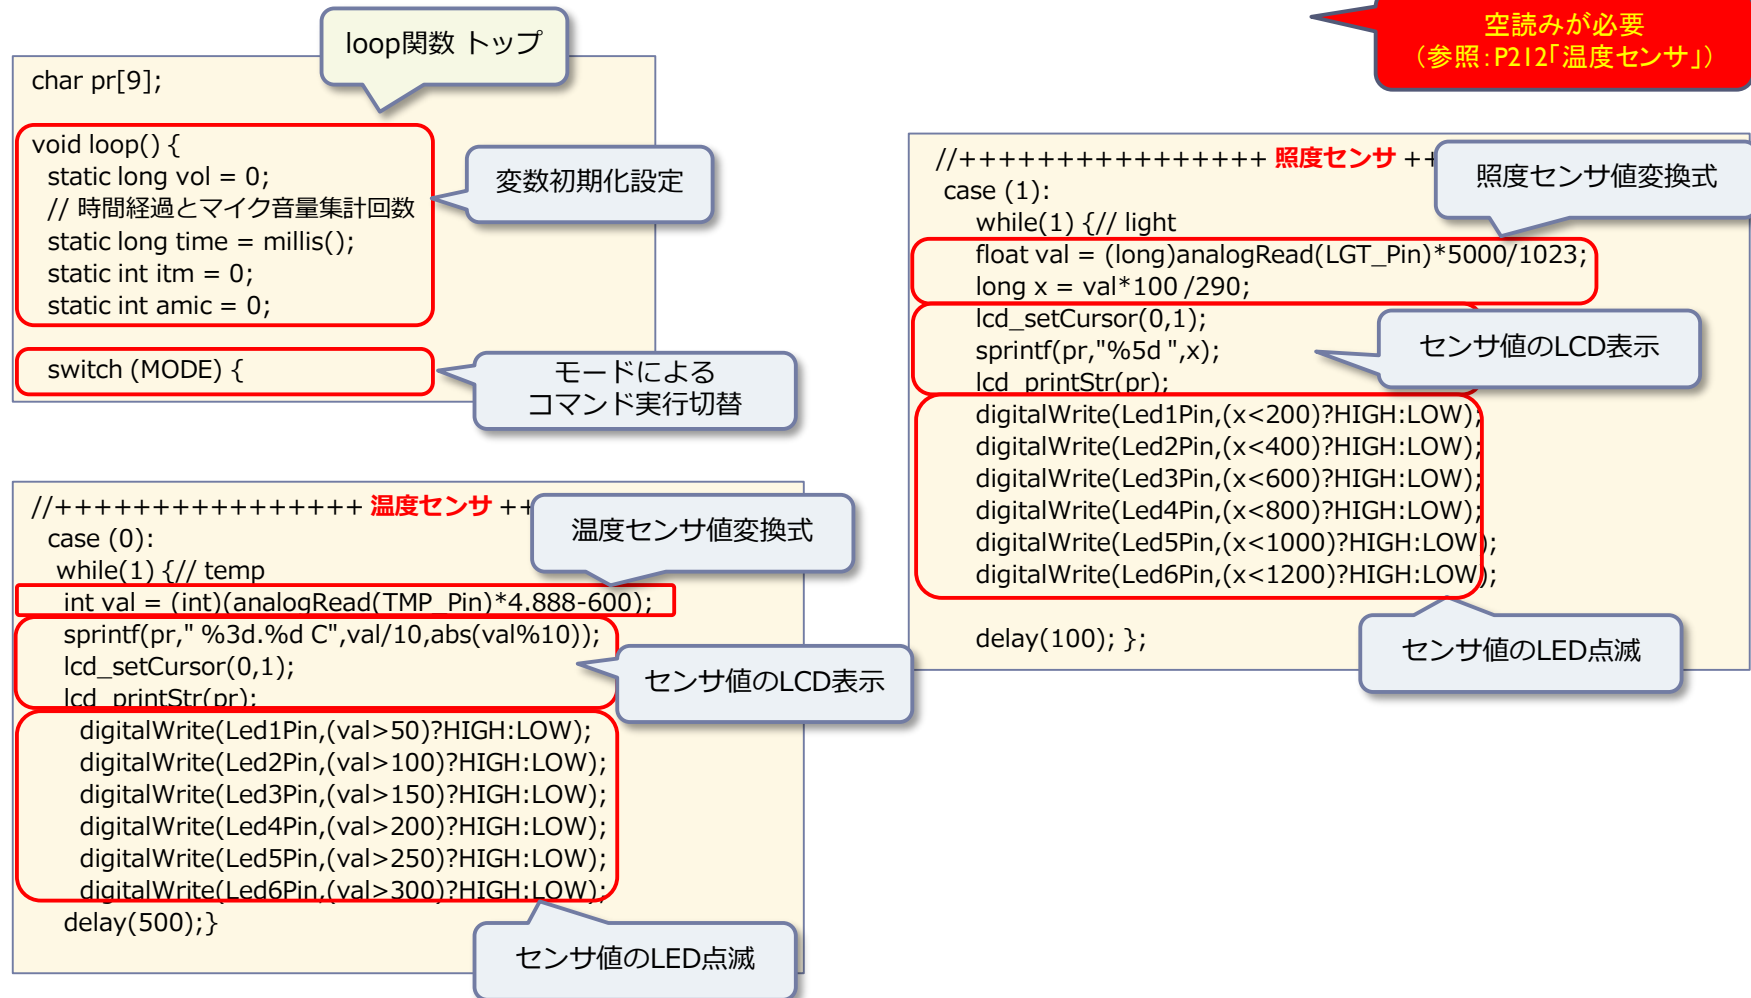 空読みが必要
（参照：P212「温度センサ」）
loop関数 トップ
char pr[9];
void loop() {
static long vol = 0;
// 時間経過とマイク音量集計回数
static long time = millis();
static int itm = 0;
static int amic = 0;
変数初期化設定
switch (MODE) {
モードによる
コマンド実行切替
//++++++++++++++++ 温度センサ ++
温度センサ値変換式
case (0):
while(1) {// temp
int val = (int)(analogRead(TMP_Pin)*4.888-600);
sprintf(pr," %3d.%d C",val/10,abs(val%10));
lcd_setCursor(0,1);
lcd_printStr(pr);
センサ値のLCD表示
digitalWrite(Led1Pin,(val>50)?HIGH:LOW);
digitalWrite(Led2Pin,(val>100)?HIGH:LOW);
digitalWrite(Led3Pin,(val>150)?HIGH:LOW);
digitalWrite(Led4Pin,(val>200)?HIGH:LOW);
digitalWrite(Led5Pin,(val>250)?HIGH:LOW);
digitalWrite(Led6Pin,(val>300)?HIGH:LOW);
delay(500);}
センサ値のLED点滅
//++++++++++++++++ 照度センサ ++
照度センサ値変換式
case (1):
while(1) {// light
float val = (long)analogRead(LGT_Pin)*5000/1023;
long x = val*100 /290;
lcd_setCursor(0,1);
sprintf(pr,"%5d ",x);
lcd_printStr(pr);
センサ値のLCD表示
digitalWrite(Led1Pin,(x<200)?HIGH:LOW);
digitalWrite(Led2Pin,(x<400)?HIGH:LOW);
digitalWrite(Led3Pin,(x<600)?HIGH:LOW);
digitalWrite(Led4Pin,(x<800)?HIGH:LOW);
digitalWrite(Led5Pin,(x<1000)?HIGH:LOW);
digitalWrite(Led6Pin,(x<1200)?HIGH:LOW);
delay(100); };
センサ値のLED点滅